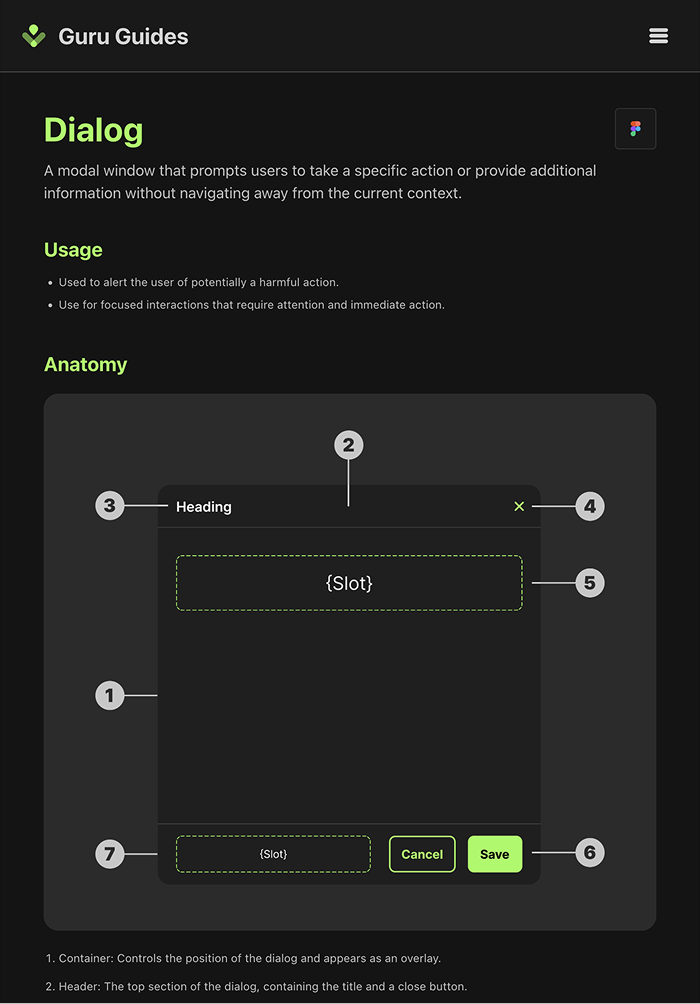 Guru Guides
Dialog
A modal window that prompts users to take a specific action or provide additional
information without navigating away from the current context.
Usage
• Used to alert the user of potentially a harmful action.
• Use for focused interactions that require attention and immediate action.
Anatomy
2
3
Heading
4
{Slot}
5
1
7
{Slot}
Cancel
Save
6
1. Container: Controls the position of the dialog and appears as an overlay.
2. Header: The top section of the dialog, containing the title and a close button.